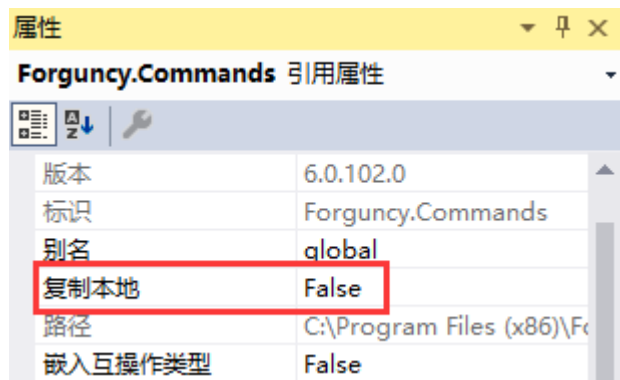 属性
Forguncy.Commands 引用属性
版本 6.0.102.0
标识 Forguncy.Commands
别名 global
复制本地 False
路径 C:\Program Files (x86)\Fo
嵌入互操作类型 False